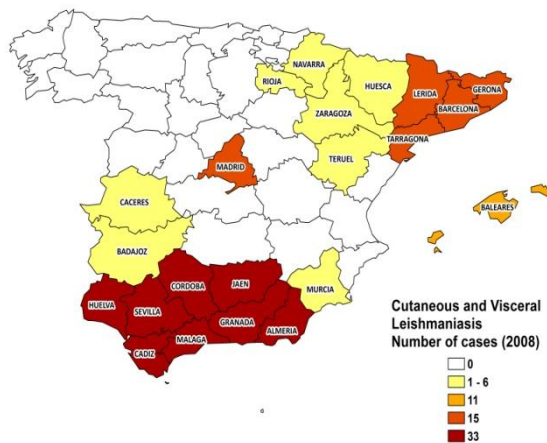 NAVARRA
RIOJA
HUESCA
GERONA
LERIDA
BARCELONA
ZARAGOZA
TARRAGONA
TERUEL
MADRID
BALEARES
CACERES
BADAJOZ
CORDOBA
JAEN
MURCIA
HUELVA
SEVILLA
GRANADA
ALMERIA
MALAGA
CADIZ
Cutaneous and Visceral
Leishmaniasis
Number of cases (2008)
0
1 - 6
11
15
33